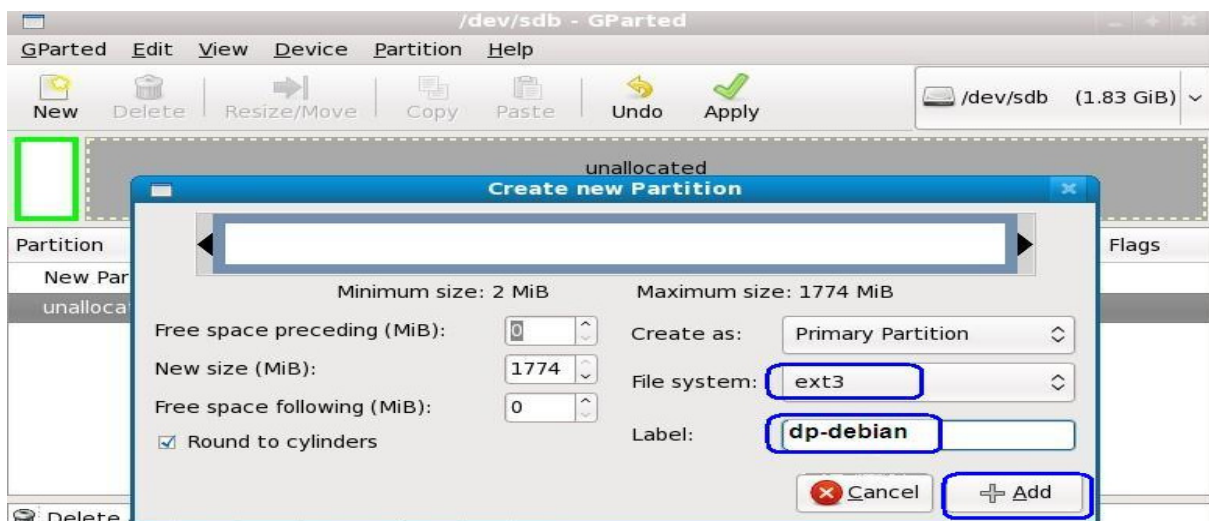 /dev/sdb - GParted
GParted Edit View Device Partition Help
New Delete Resize/Move Copy Paste Undo Apply
/dev/sdb (1.83 GiB)
unallocated
Create new Partition
Partition
Flags
New Par
unalloca
Minimum size: 2 MiB
Maximum size: 1774 MiB
Free space preceding (MiB): 0
Create as: Primary Partition
New size (MiB): 1774
File system: ext3
Free space following (MiB): 0
Label: dp-debian
Round to cylinders
Cancel
Add
Delete